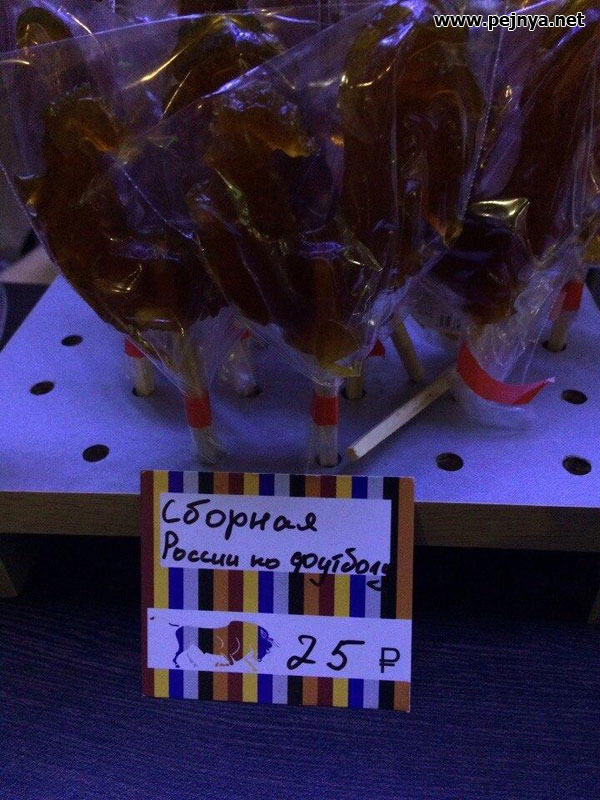 www.pejnya.net
Сборная
России по футболу
25 ₽